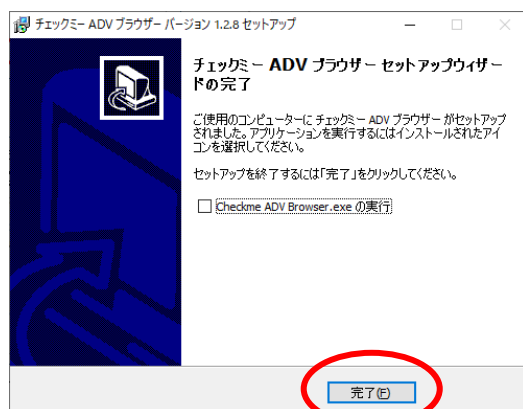 チェックミー ADV ブラウザー バージョン 1.2.8 セットアップ
チェックミー ADV ブラウザー セットアップウィザー
ドの完了
ご使用のコンピューターに チェックミー ADV ブラウザー がセットアップ
されました。アプリケーションを実行するにはインストールされたアイ
コンを選択してください。
セットアップを終了するには「完了」をクリックしてください。
Checkme ADV Browser.exe の実行
完了(F)